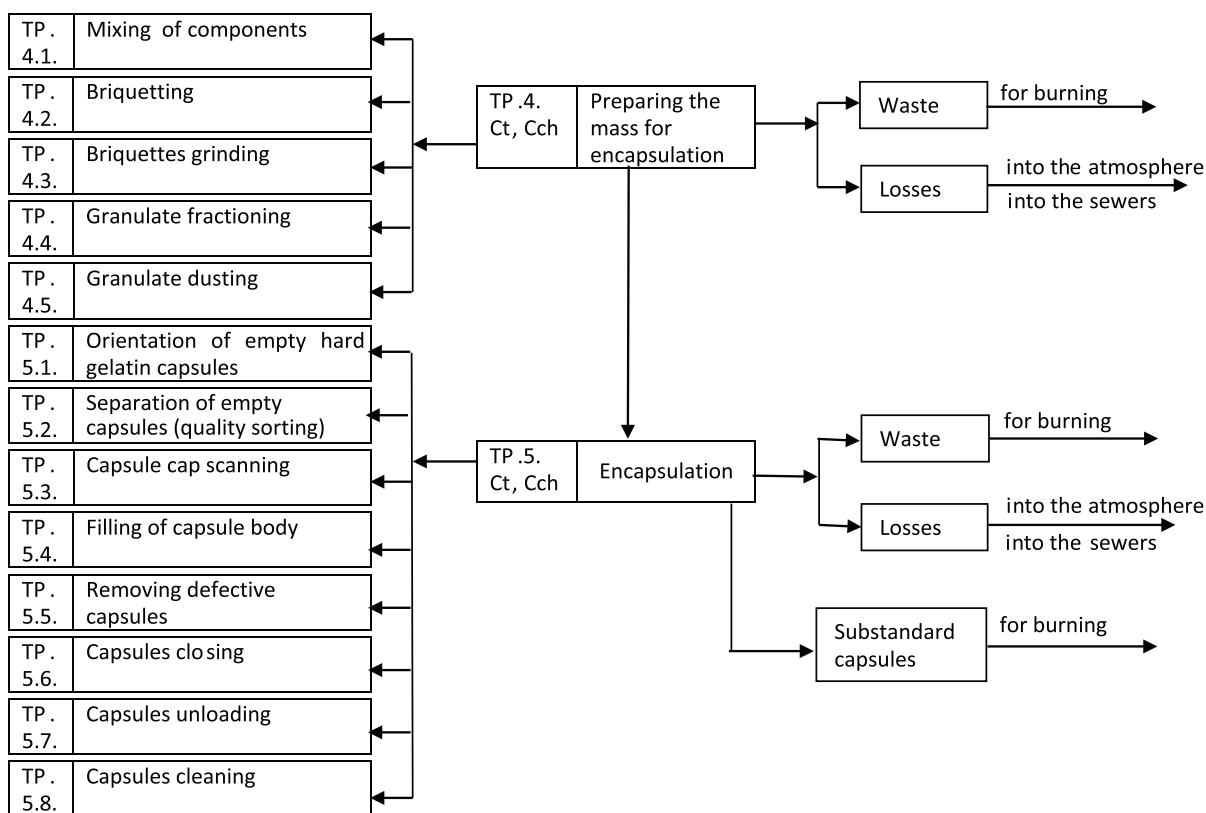 TP. Mixing of components
4.1.
TP. Briquetting
4.2.
TP. Briquettes grinding
4.3.
TP. Granulate fractioning
4.4.
TP. Granulate dusting
4.5.
TP. Orientation of empty hard
5.1. gelatin capsules
TP. Separation of empty
5.2. capsules (quality sorting)
TP. Capsule cap scanning
5.3.
TP. Filling of capsule body
5.4.
TP. Removing defective
5.5. capsules
TP. Capsules closing
5.6.
TP. Capsules unloading
5.7.
TP. Capsules cleaning
5.8.
TP.4. Preparing the
Ct, Cch mass for
encapsulation
Waste
for burning
Losses
into the atmosphere
into the sewers
TP.5.
Ct, Cch
Encapsulation
Waste
for burning
Losses
into the atmosphere
into the sewers
Substandard
capsules
for burning